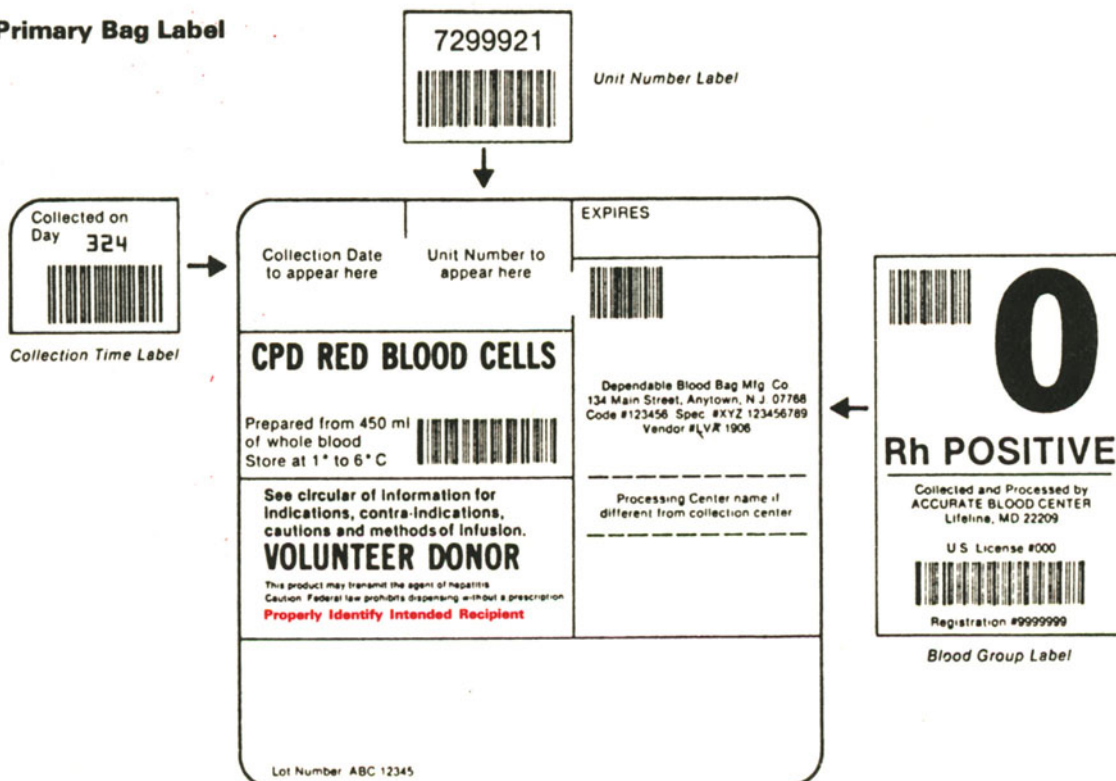 Primary Bag Label
7299921
Unit Number Label
Collected on
Day 324
Collection Time Label
Collection Date
to appear here
Unit Number to
appear here
EXPIRES
CPD RED BLOOD CELLS
Prepared from 450 ml
of whole blood
Store at 1° to 6° C
See circular of Information for
Indications, contra-Indications,
cautions and methods of Infusion.
VOLUNTEER DONOR
This product may transmit the agent of hepatitis
Caution Federal law prohibits dispensing without a prescription
Properly Identify Intended Recipient
Dependable Blood Bag Mfg Co
134 Main Street, Anytown, N J 07768
Code #123456 Spec #XYZ 123456789
Vendor #LVA 1906
Processing Center name if
different from collection center
Lot Number ABC 12345
O
Rh POSITIVE
Collected and Processed by
ACCURATE BLOOD CENTER
Lifeline, MD 22209
U S License #000
Registration #9999999
Blood Group Label